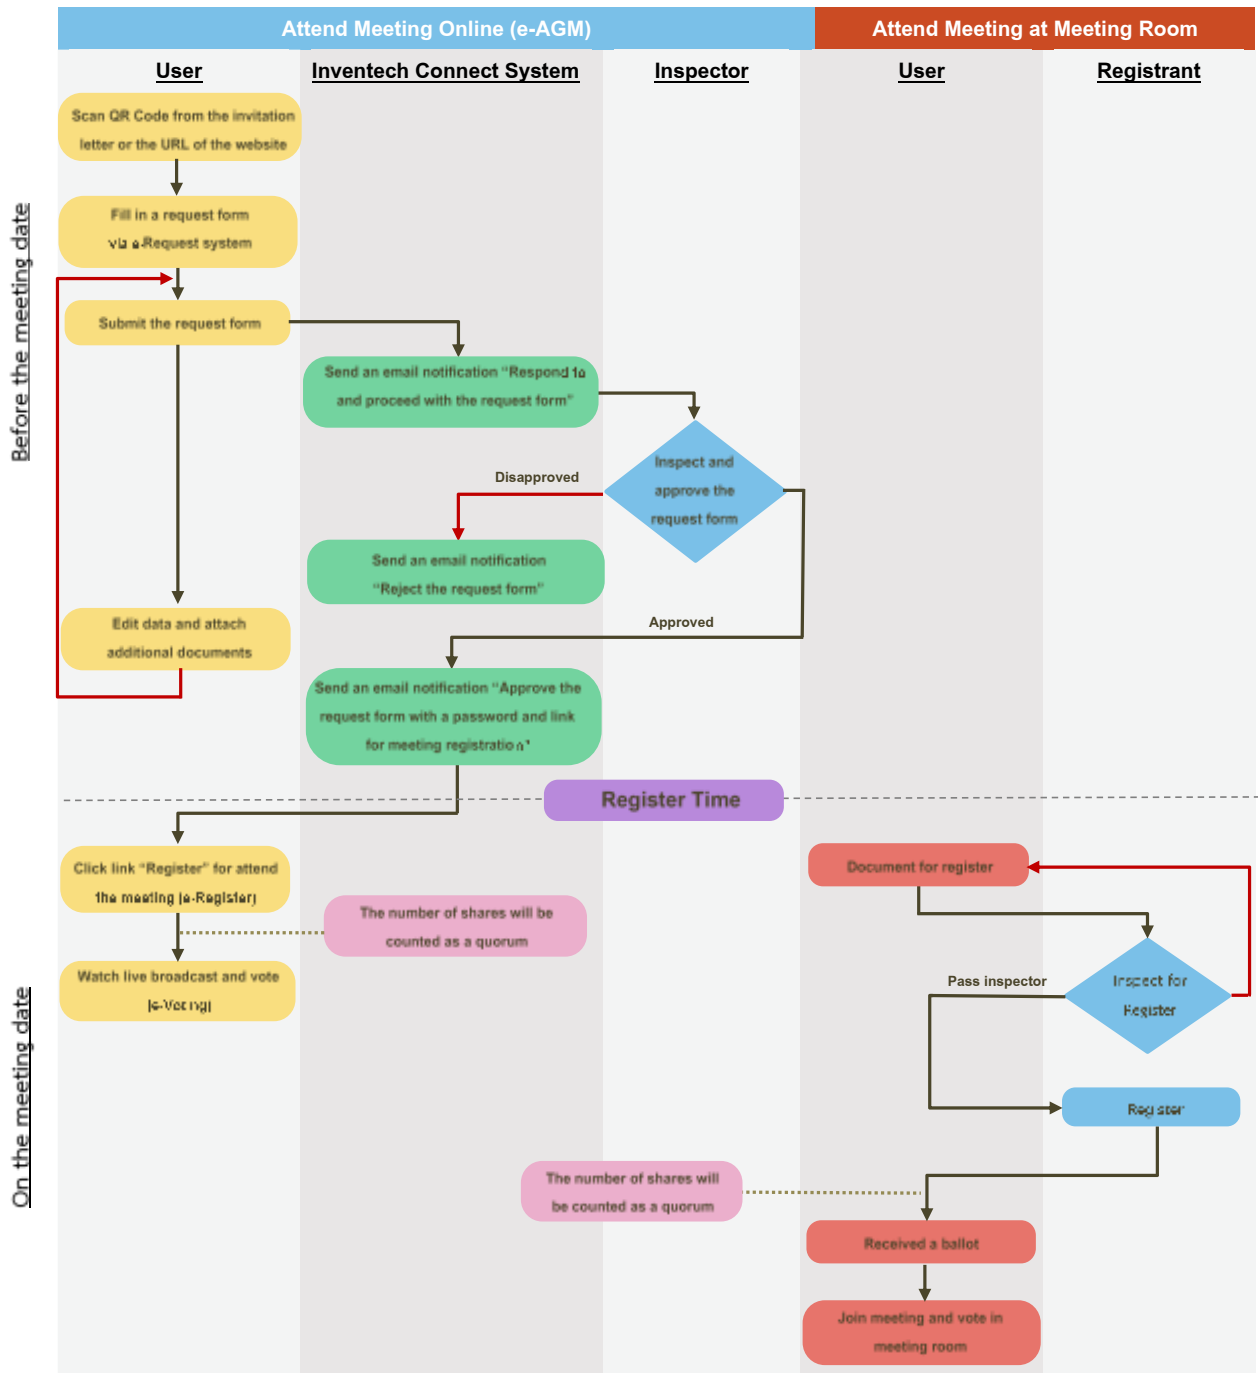 Attend Meeting Online (e-AGM)
Attend Meeting at Meeting Room
User
Inventech Connect System
Inspector
User
Registrant
Before the meeting date
Scan QR Code from the invitation
letter or the URL of the website
Fill in a request form
via e-Request system
Submit the request form
Send an email notification “Respond to
and proceed with the request form”
Inspect and
approve the
request form
Disapproved
Send an email notification
“Reject the request form”
Approved
Edit data and attach
additional documents
Send an email notification “Approve the
request form with a password and link
for meeting registration”
Register Time
On the meeting date
Click link “Register” for attend
the meeting (e-Register)
The number of shares will be
counted as a quorum
Watch live broadcast and vote
(e-Voting)
Document for register
Pass inspector
Inspect for
Register
Register
The number of shares will
be counted as a quorum
Received a ballot
Join meeting and vote in
meeting room